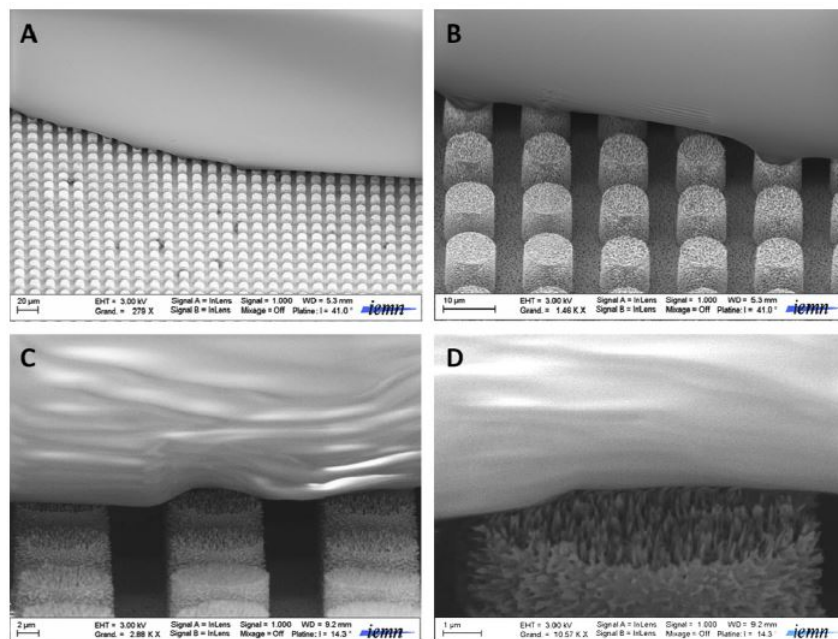 A
20 µm
EHT = 3.00 kV Signal A = InLens Signal = 1.000 WD = 5.3 mm
Grand. = 279 X Signal B = InLens Mixage = Off Platine: I = 41.0 °
iemn
B
10 µm
EHT = 3.00 kV Signal A = InLens Signal = 1.000 WD = 5.3 mm
Grand. = 1.46 K X Signal B = InLens Mixage = Off Platine: I = 41.0 °
iemn
C
2 µm
EHT = 3.00 kV Signal A = InLens Signal = 1.000 WD = 9.2 mm
Grand. = 2.88 K X Signal B = InLens Mixage = Off Platine: I = 14.3 °
iemn
D
1 µm
EHT = 3.00 kV Signal A = InLens Signal = 1.000 WD = 9.2 mm
Grand. = 10.57 K X Signal B = InLens Mixage = Off Platine: I = 14.3 °
iemn